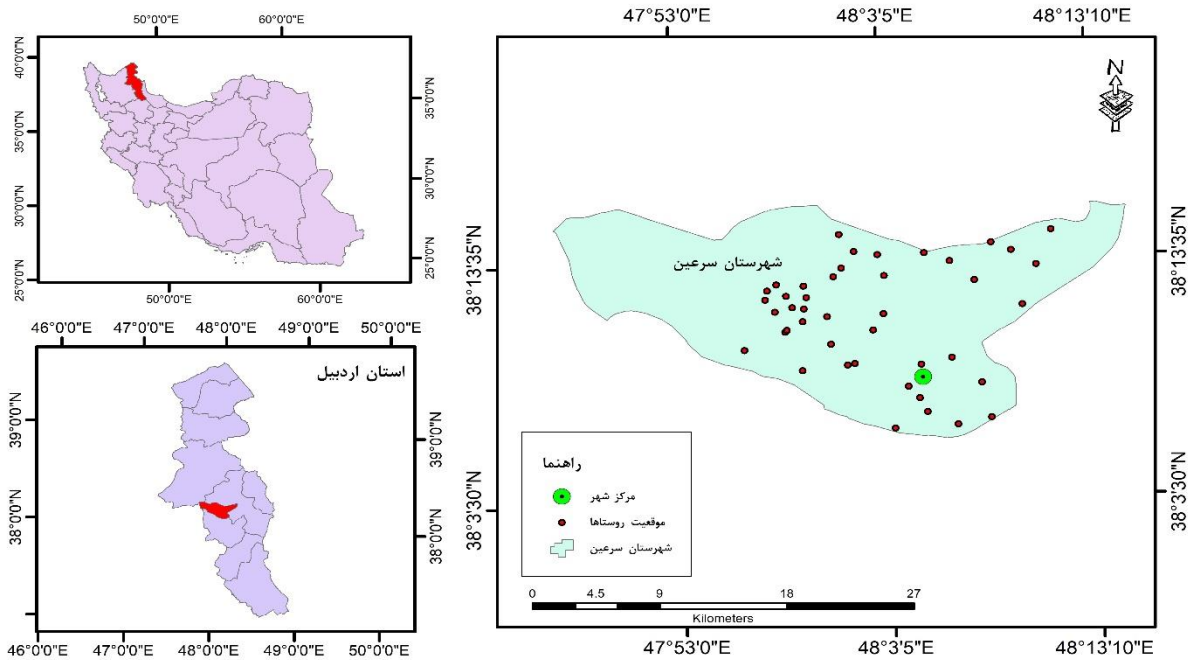 50°0'0"E 60°0'0"E
40°0'0"N
35°0'0"N
30°0'0"N
25°0'0"N
35°0'0"N
30°0'0"N
25°0'0"N
50°0'0"E 60°0'0"E
46°0'0"E 47°0'0"E 48°0'0"E 49°0'0"E 50°0'0"E
استان اردبیل
39°0'0"N
38°0'0"N
39°0'0"N
38°0'0"N
46°0'0"E 47°0'0"E 48°0'0"E 49°0'0"E 50°0'0"E
47°53'0"E 48°3'5"E 48°13'10"E
N
شهرستان سرعین
38°13'35"N
38°3'30"N
38°13'35"N
38°3'30"N
راهنما
مرکز شهر
موقعیت روستاها
شهرستان سرعین
0 4.5 9 18 27
Kilometers
47°53'0"E 48°3'5"E 48°13'10"E